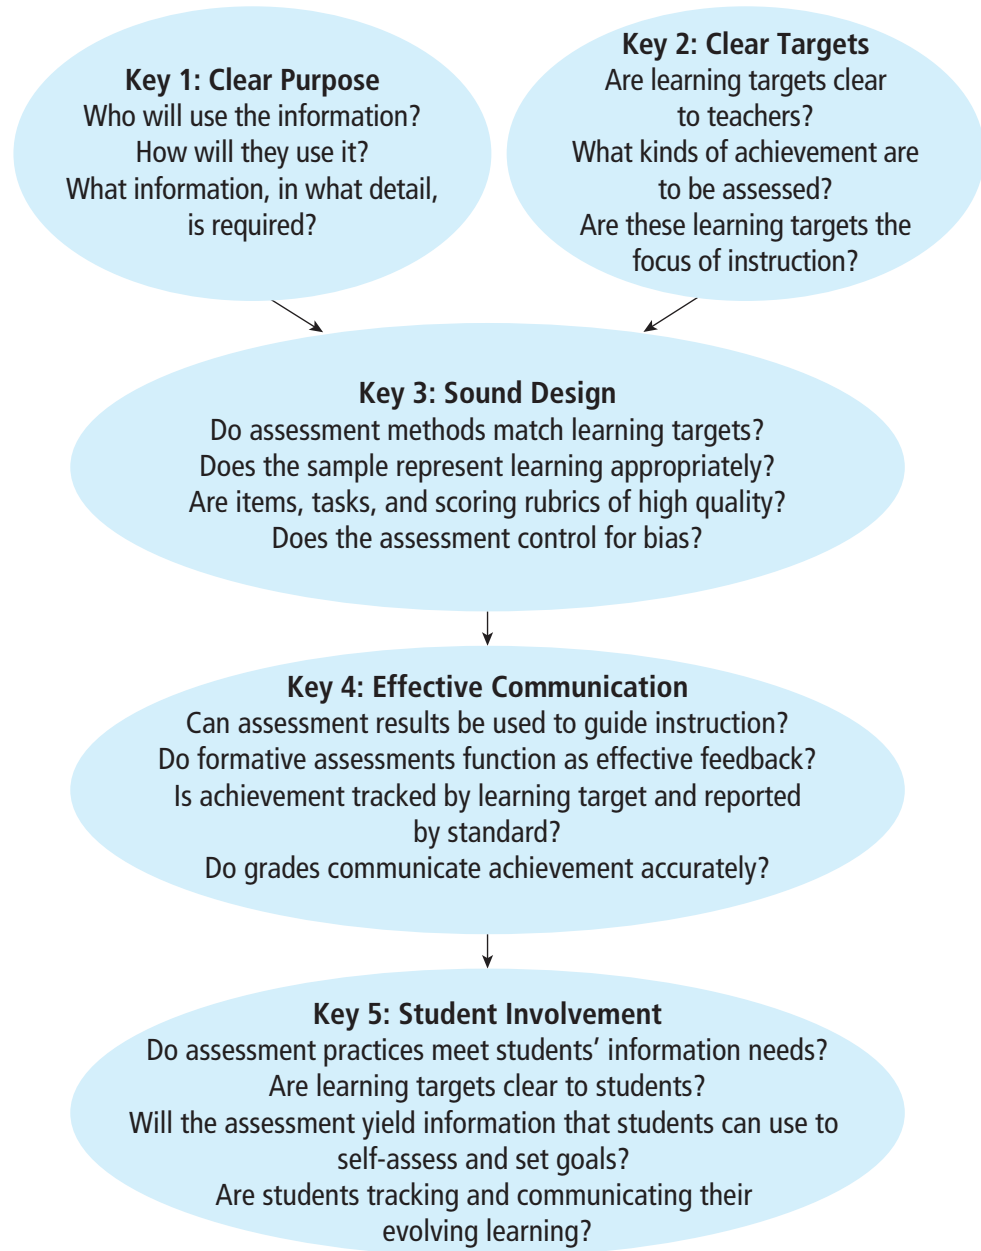 Key 1: Clear Purpose
Who will use the information?
How will they use it?
What information, in what detail,
is required?
Key 2: Clear Targets
Are learning targets clear
to teachers?
What kinds of achievement are
to be assessed?
Are these learning targets the
focus of instruction?
Key 3: Sound Design
Do assessment methods match learning targets?
Does the sample represent learning appropriately?
Are items, tasks, and scoring rubrics of high quality?
Does the assessment control for bias?
Key 4: Effective Communication
Can assessment results be used to guide instruction?
Do formative assessments function as effective feedback?
Is achievement tracked by learning target and reported
by standard?
Do grades communicate achievement accurately?
Key 5: Student Involvement
Do assessment practices meet students’ information needs?
Are learning targets clear to students?
Will the assessment yield information that students can use to
self-assess and set goals?
Are students tracking and communicating their
evolving learning?